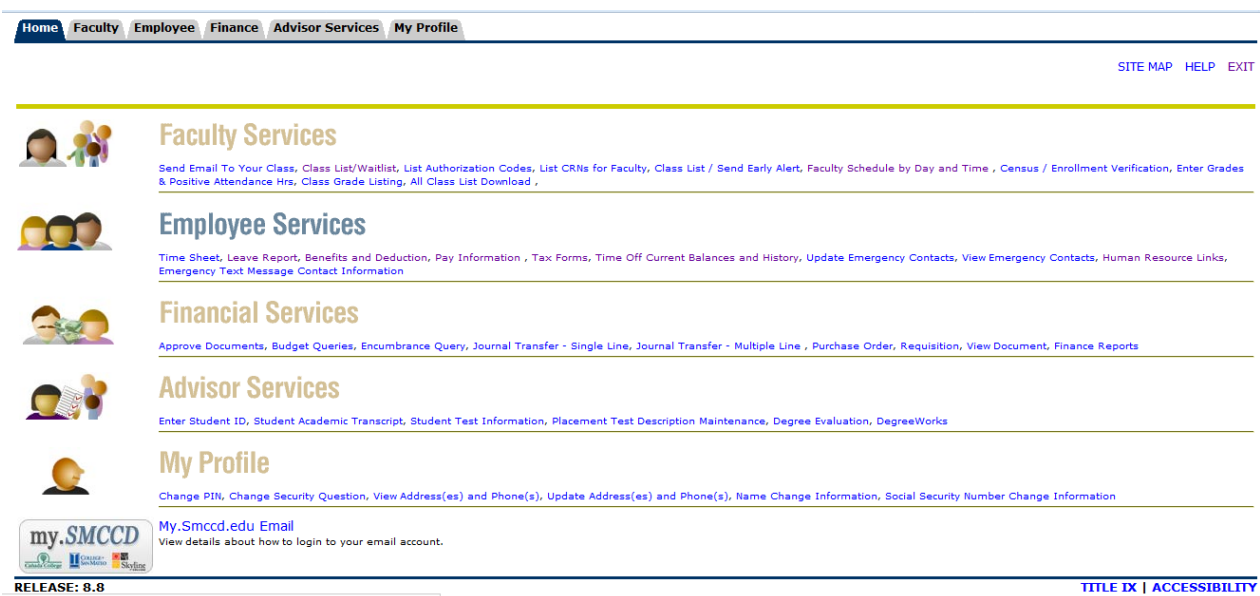 Home Faculty Employee Finance Advisor Services My Profile
SITE MAP HELP EXIT
Faculty Services
Send Email To Your Class, Class List/Waitlist, List Authorization Codes, List CRNs for Faculty, Class List / Send Early Alert, Faculty Schedule by Day and Time , Census / Enrollment Verification, Enter Grades
& Positive Attendance Hrs, Class Grade Listing, All Class List Download ,
Employee Services
Time Sheet, Leave Report, Benefits and Deduction, Pay Information , Tax Forms, Time Off Current Balances and History, Update Emergency Contacts, View Emergency Contacts, Human Resource Links,
Emergency Text Message Contact Information
Financial Services
Approve Documents, Budget Queries, Encumbrance Query, Journal Transfer - Single Line, Journal Transfer - Multiple Line , Purchase Order, Requisition, View Document, Finance Reports
Advisor Services
Enter Student ID, Student Academic Transcript, Student Test Information, Placement Test Description Maintenance, Degree Evaluation, DegreeWorks
My Profile
Change PIN, Change Security Question, View Address(es) and Phone(s), Update Address(es) and Phone(s), Name Change Information, Social Security Number Change Information
my.SMCCD
Cañada College College of San Mateo Skyline
My.Smccd.edu Email
View details about how to login to your email account.
RELEASE: 8.8
TITLE IX | ACCESSIBILITY